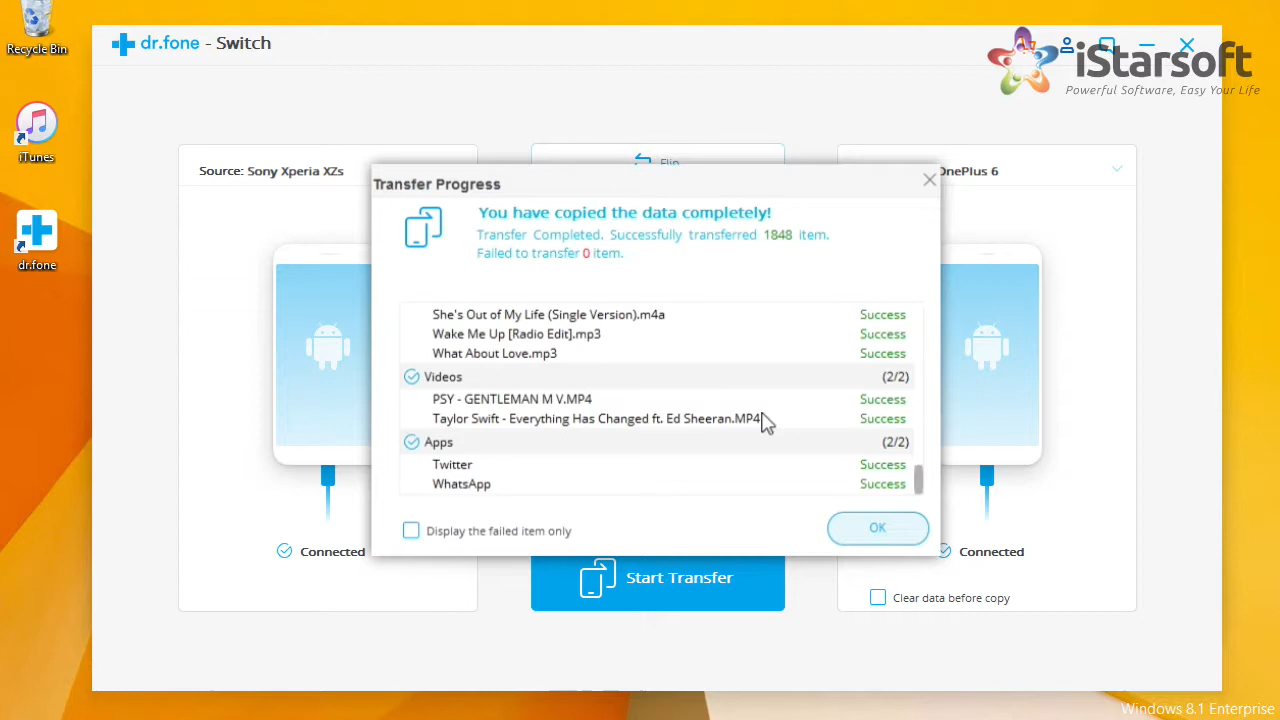 Recycle Bin
iTunes
dr.fone
dr.fone - Switch
iStarsoft
Powerful Software, Easy Your Life
Source: Sony Xperia XZs
Flip
OnePlus 6
Transfer Progress
You have copied the data completely!
Transfer Completed. Successfully transferred 1848 item.
Failed to transfer 0 item.
She's Out of My Life (Single Version).m4a Success
Wake Me Up [Radio Edit].mp3 Success
What About Love.mp3 Success
Videos (2/2)
PSY - GENTLEMAN M V.MP4 Success
Taylor Swift - Everything Has Changed ft. Ed Sheeran.MP4 Success
Apps (2/2)
Twitter Success
WhatsApp Success
Display the failed item only
OK
Connected
Connected
Start Transfer
Clear data before copy
Windows 8.1 Enterprise